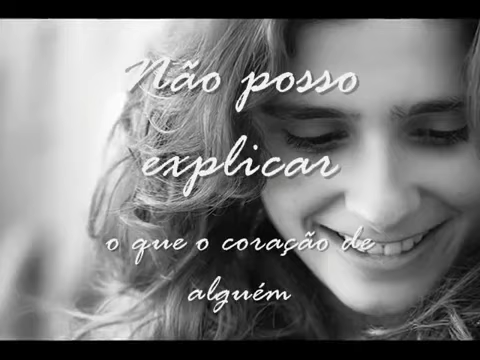 Não posso
explicar
o que o coração de
alguém